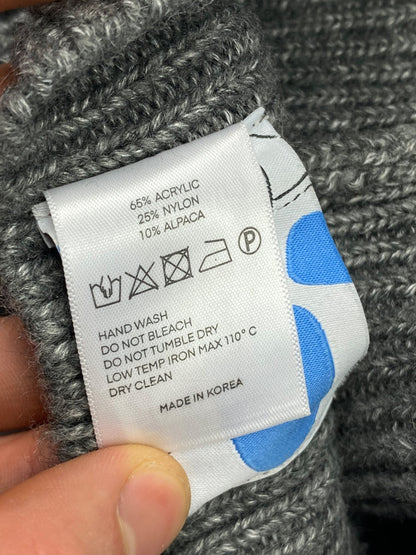 65% ACRYLIC
25% NYLON
10% ALPACA
P
HAND WASH
DO NOT BLEACH
DO NOT TUMBLE DRY
LOW TEMP IRON MAX 110° C
DRY CLEAN
MADE IN KOREA